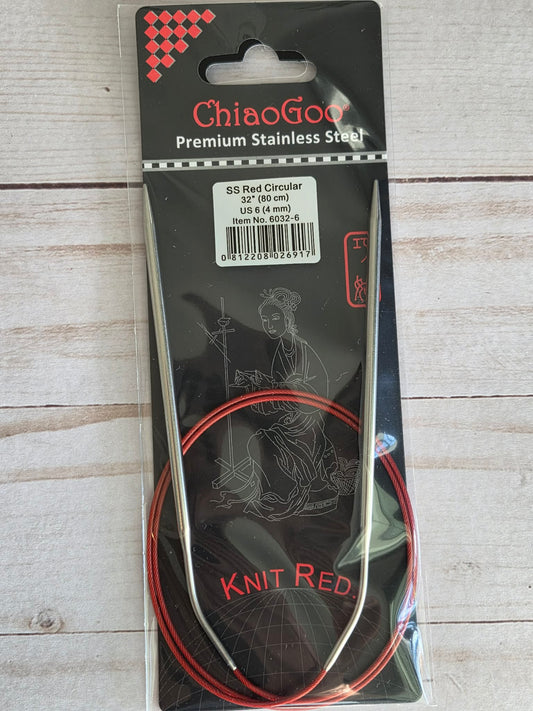 ChiaoGoo®
Premium Stainless Steel
SS Red Circular
32" (80 cm)
US 6 (4 mm)
Item No. 6032-6
0 812208 026917
KNIT RED.